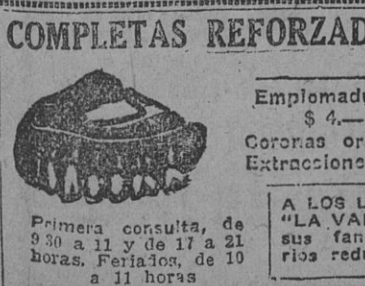 COMPLETAS REFORZAD
Primera consulta, de
9 30 a 11 y de 17 a 21
horas. Feriados, de 10
a 11 horas
Emplomadu
$ 4.—
Coronas or
Extracciones
A LOS L
"LA VAN
sus fan
rios redu